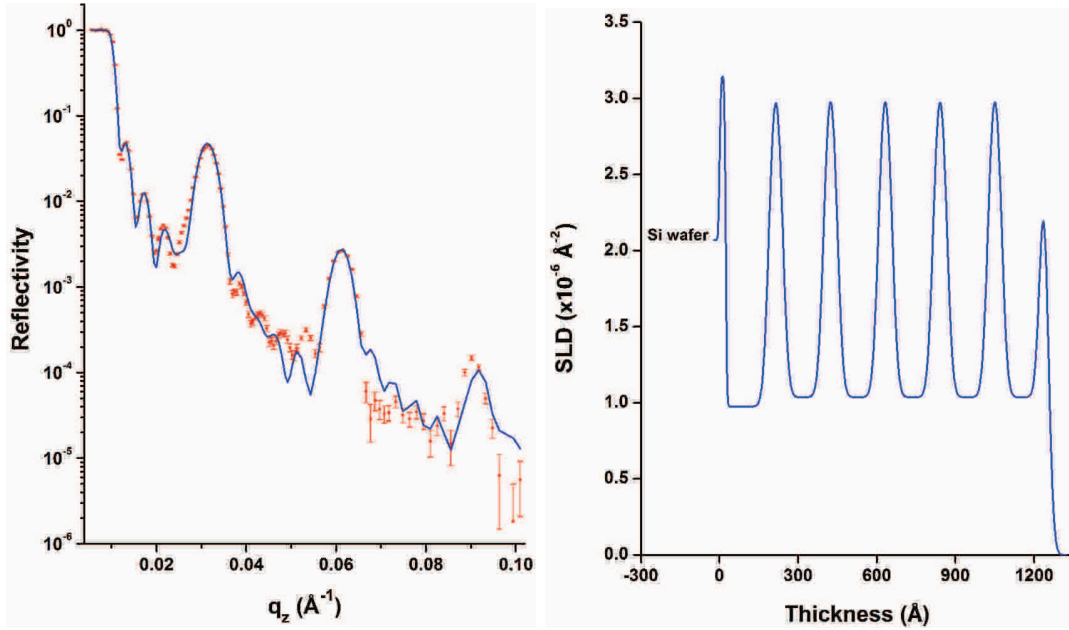 10⁰
10⁻¹
10⁻²
10⁻³
10⁻⁴
10⁻⁵
10⁻⁶
Reflectivity
0.02 0.04 0.06 0.08 0.10
q_z (Å⁻¹)
3.5
3.0
2.5
2.0
1.5
1.0
0.5
0.0
SLD (x10⁻⁶ Å⁻²)
Si wafer
-300 0 300 600 900 1200
Thickness (Å)